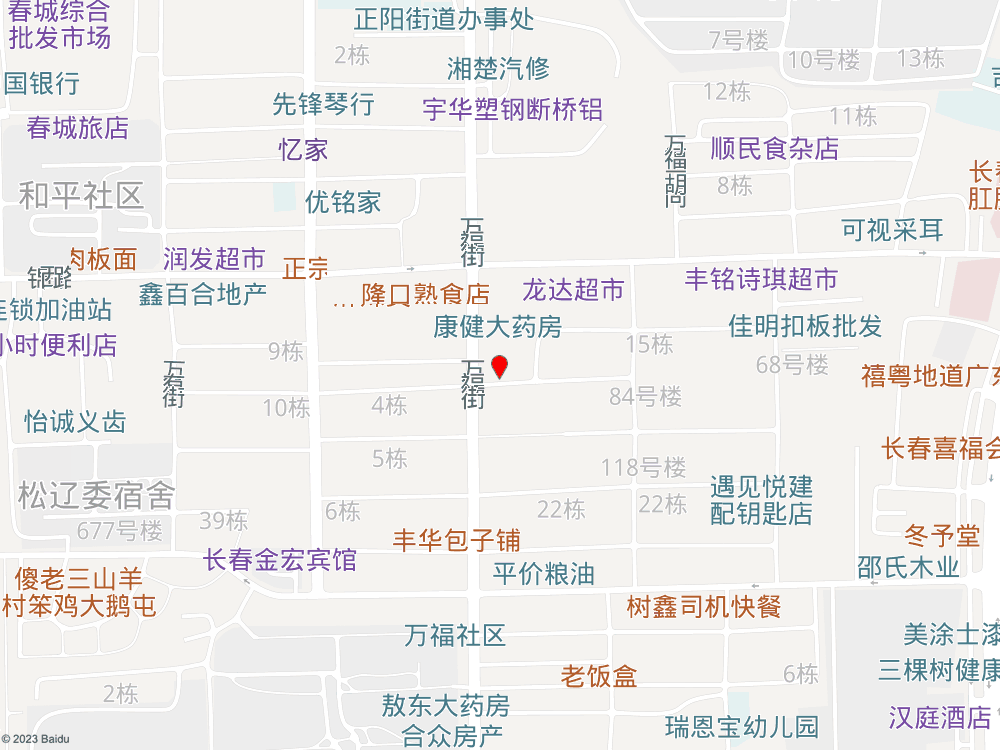 春城综合
批发市场
正阳街道办事处
2栋
7号楼
10号楼
13栋
国银行
湘楚汽修
12栋
先锋琴行
宇华塑钢断桥铝
11栋
春城旅店
忆家
万福胡同
顺民食杂店
8栋
和平社区
优铭家
长春
可视采耳
万福街
肉板面
润发超市
正宗
丰铭诗琪超市
龙达超市
隆口熟食店
鑫百合地产
锁加油站
康健大药房
佳明扣板批发
小时便利店
9栋
15栋
68号楼
万福街
禧粤地道广东
10栋
4栋
84号楼
怡诚义齿
长春喜福会
5栋
118号楼
松辽委宿舍
遇见悦建
配钥匙店
22栋
22栋
6栋
39栋
677号楼
丰华包子铺
冬予堂
长春金宏宾馆
平价粮油
邵氏木业
傻老三山羊
村笨鸡大鹅屯
树鑫司机快餐
万福社区
美涂士漆
三棵树健康
老饭盒
6栋
2栋
敖东大药房
合众房产
瑞恩宝幼儿园
汉庭酒店
© 2023 Baidu